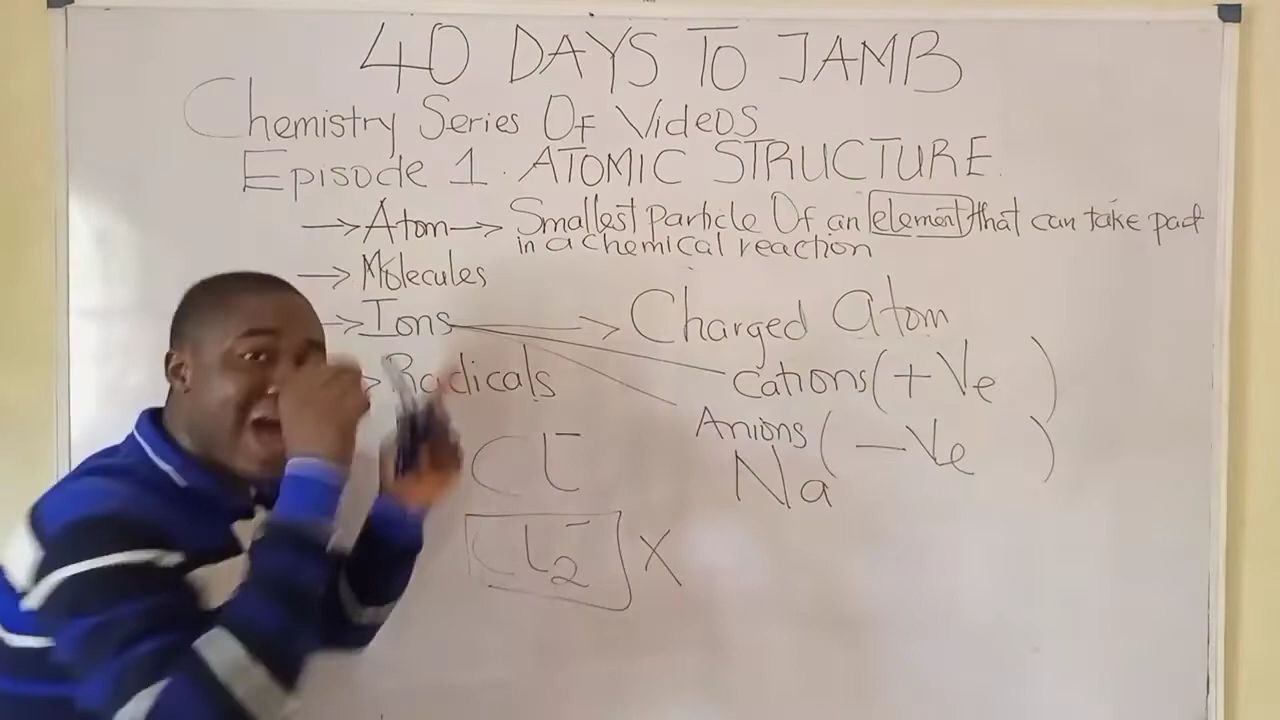 40 DAYS TO JAMB
Chemistry Series Of Videos
Episode 1. ATOMIC STRUCTURE.
→ Atom → Smallest particle Of an element that can take part
in a chemical reaction
→ Molecules
→ Ions → Charged Atom
Cations (+Ve )
→ Radicals
Anions (-Ve )
Cl⁻
Na
Cl₂⁻ X